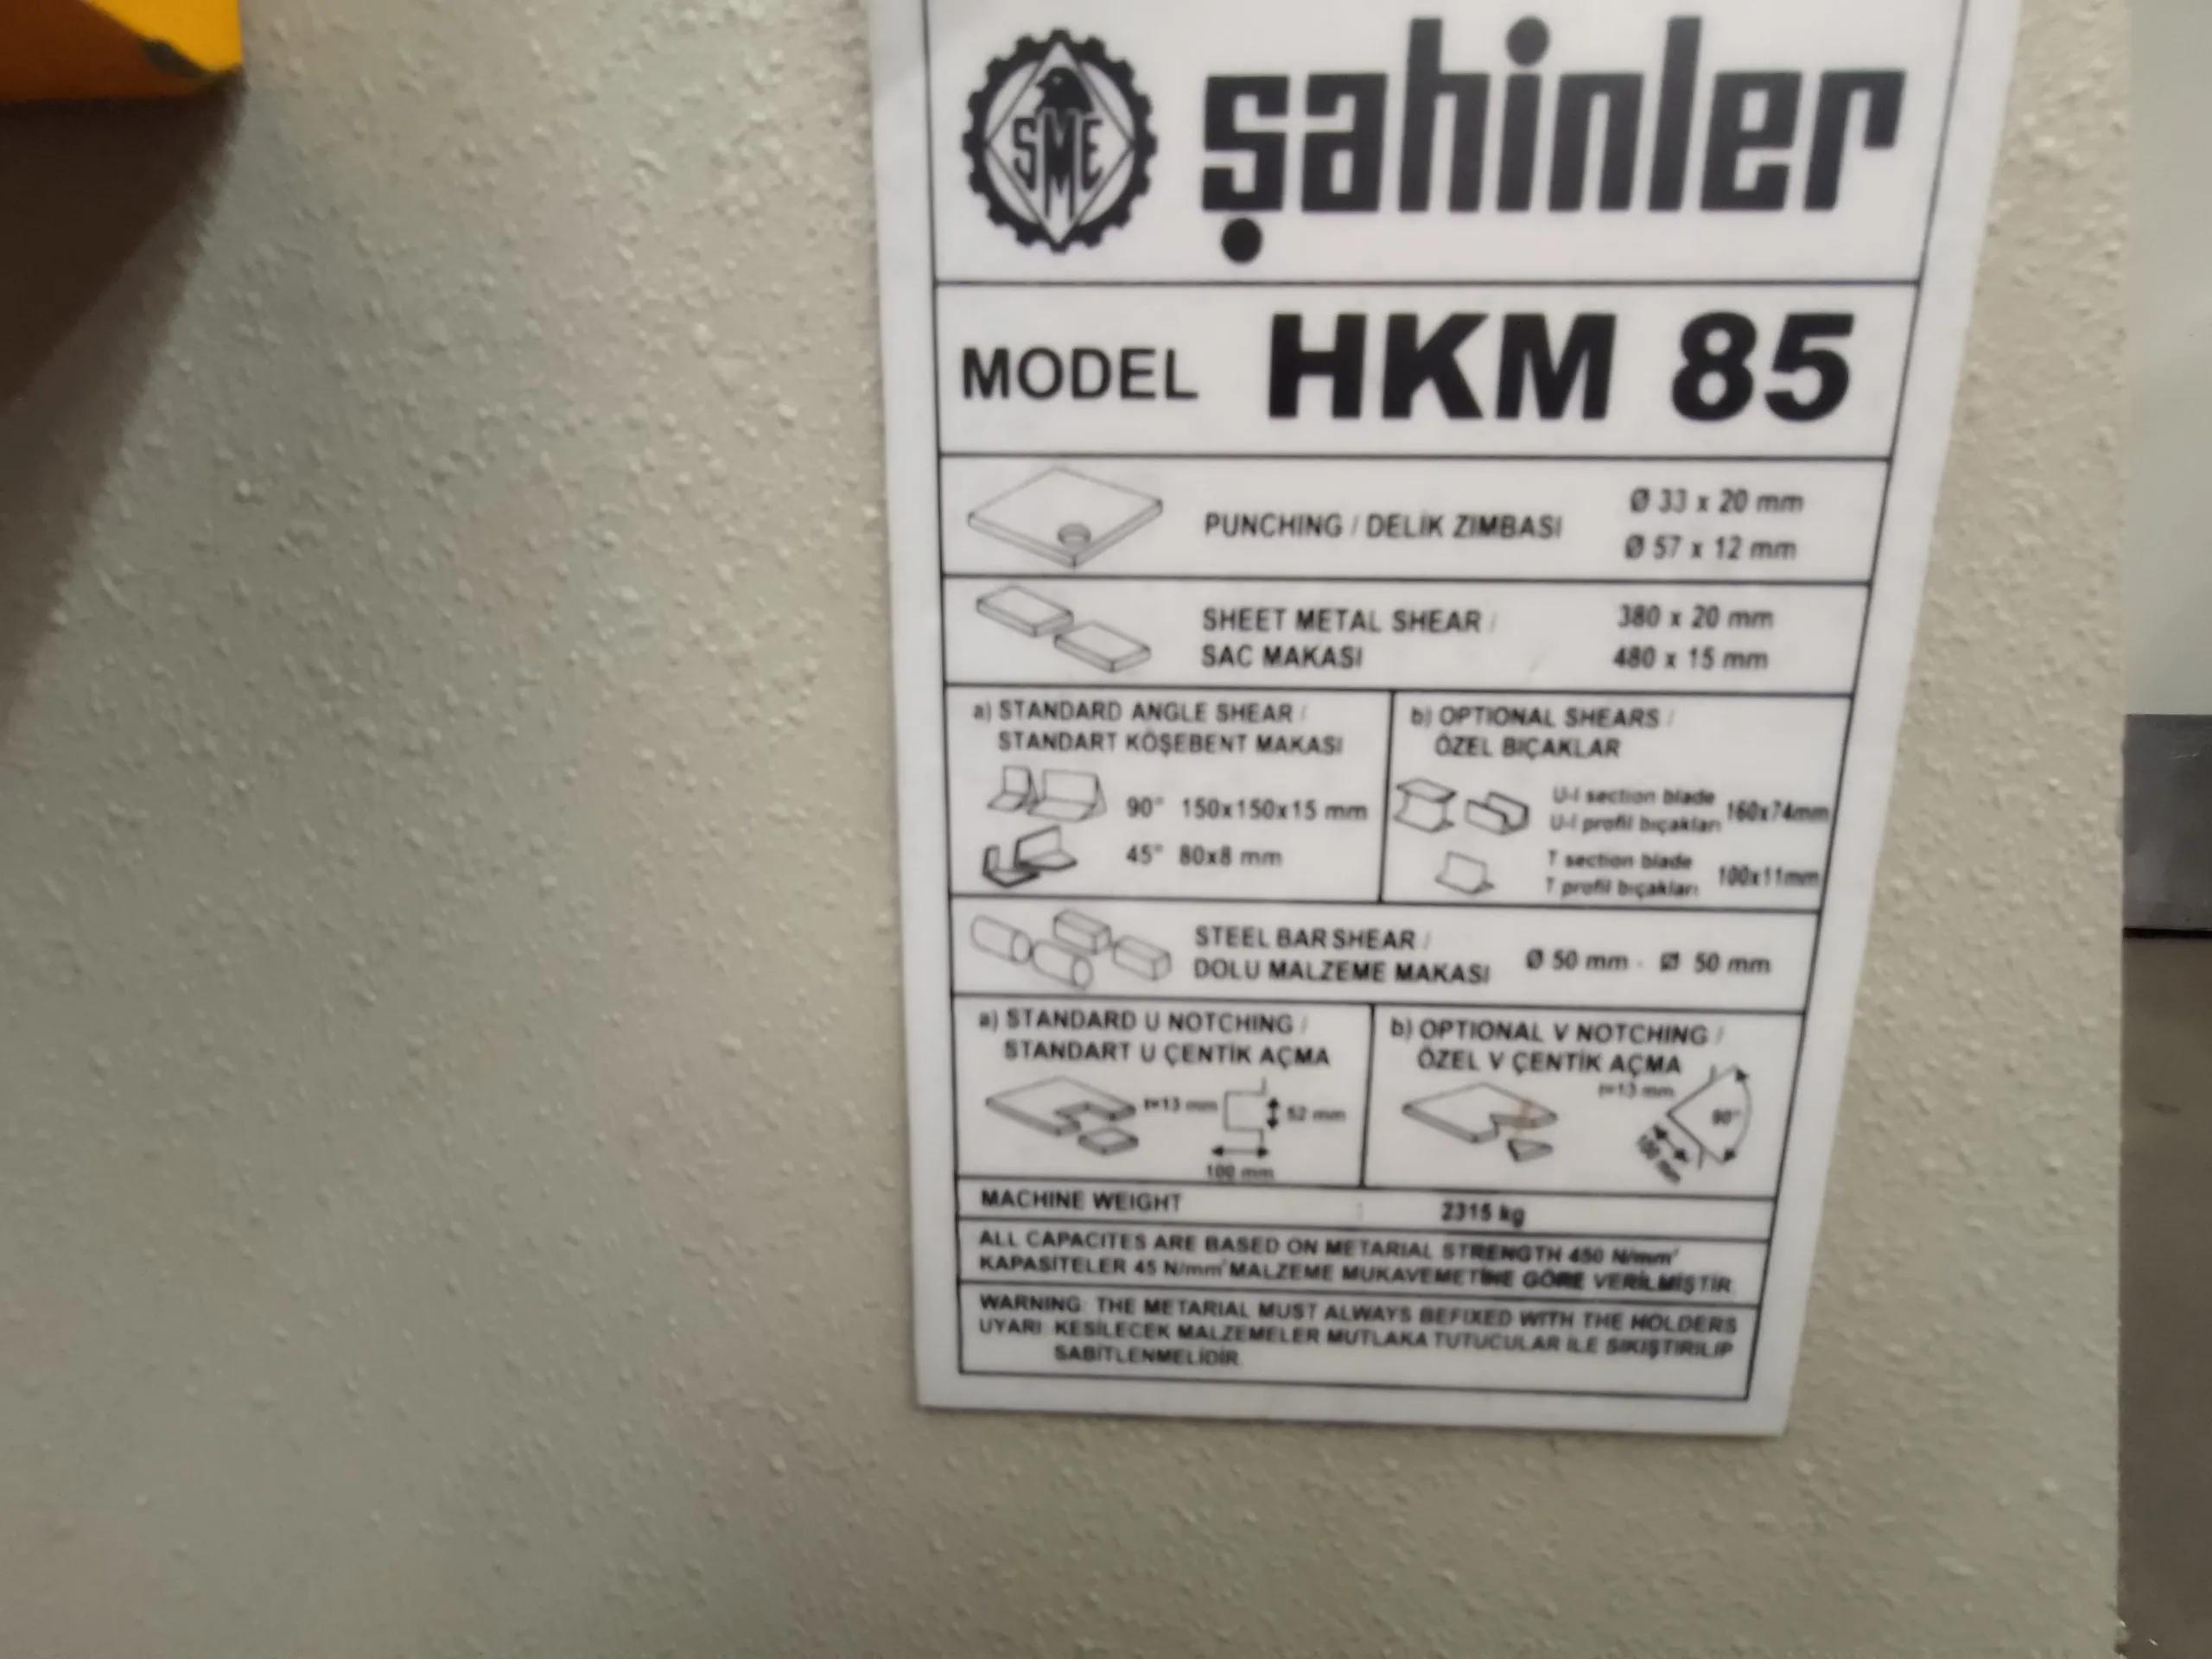 SME
şahinler
MODEL HKM 85
PUNCHING / DELİK ZIMBASI
Ø 33 x 20 mm
Ø 57 x 12 mm
SHEET METAL SHEAR /
SAC MAKASI
380 x 20 mm
480 x 15 mm
a) STANDARD ANGLE SHEAR /
STANDART KÖŞEBENT MAKASI
90° 150x150x15 mm
45° 80x8 mm
b) OPTIONAL SHEARS /
ÖZEL BIÇAKLAR
U-I section blade
U-I profil bıçakları
160x74mm
T section blade
T profil bıçakları
100x11mm
STEEL BAR SHEAR /
DOLU MALZEME MAKASI
Ø 50 mm - ⧄ 50 mm
a) STANDARD U NOTCHING /
STANDART U ÇENTİK AÇMA
t=13 mm
52 mm
100 mm
b) OPTIONAL V NOTCHING /
ÖZEL V ÇENTİK AÇMA
t=13 mm
90°
100 mm
MACHINE WEIGHT : 2315 kg
ALL CAPACITES ARE BASED ON METARIAL STRENGTH 450 N/mm²
KAPASİTELER 45 N/mm² MALZEME MUKAVEMETİNE GÖRE VERİLMİŞTİR.
WARNING: THE METARIAL MUST ALWAYS BEFIXED WITH THE HOLDERS
UYARI: KESİLECEK MALZEMELER MUTLAKA TUTUCULAR İLE SIKIŞTIRILIP
SABİTLENMELİDİR.